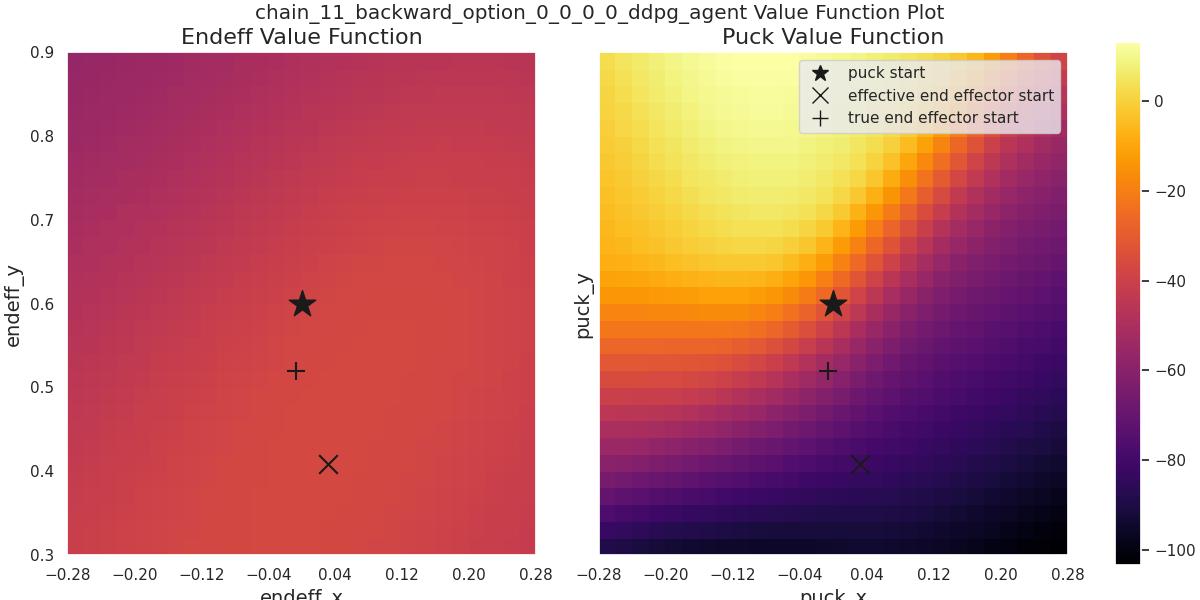 chain_11_backward_option_0_0_0_0_ddpg_agent Value Function Plot
Endeff Value Function
Puck Value Function
puck start
effective end effector start
true end effector start
endeff_y
0.9
0.8
0.7
0.6
0.5
0.4
0.3
−0.28 −0.20 −0.12 −0.04 0.04 0.12 0.20 0.28
endeff_x
puck_y
−0.28 −0.20 −0.12 −0.04 0.04 0.12 0.20 0.28
puck_x
0
−20
−40
−60
−80
−100